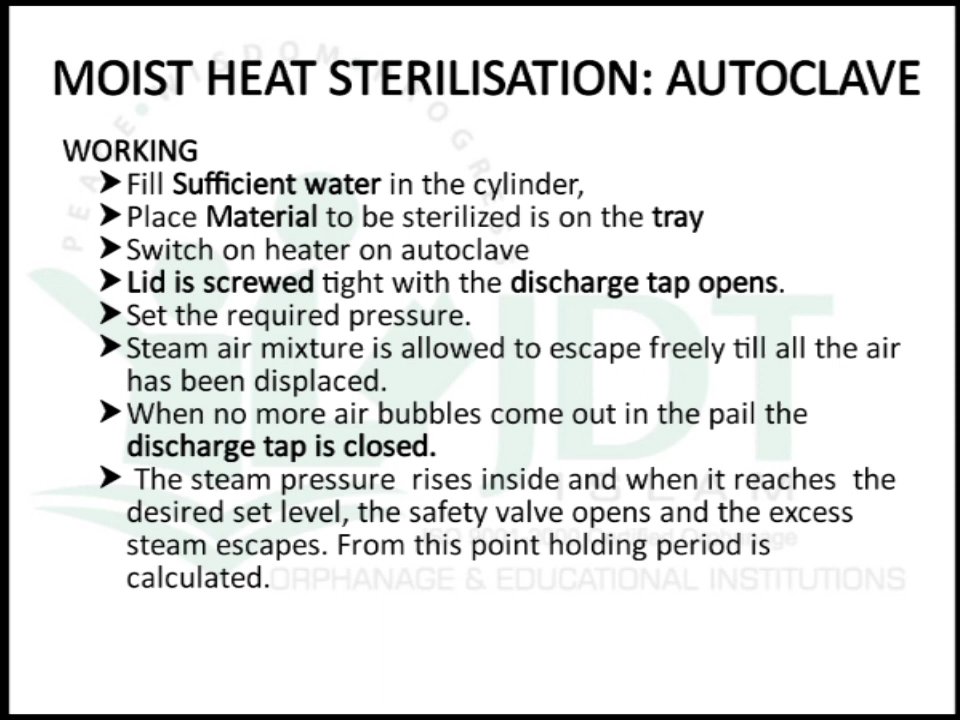 MOIST HEAT STERILISATION: AUTOCLAVE
WORKING
➤Fill Sufficient water in the cylinder,
➤Place Material to be sterilized is on the tray
➤Switch on heater on autoclave
➤Lid is screwed tight with the discharge tap opens.
➤Set the required pressure.
➤Steam air mixture is allowed to escape freely till all the air
has been displaced.
➤When no more air bubbles come out in the pail the
discharge tap is closed.
➤ The steam pressure rises inside and when it reaches the
desired set level, the safety valve opens and the excess
steam escapes. From this point holding period is
calculated.
PEACE•WISDOM•PROGRESS
JDT
ISLAM
ORPHANAGE & EDUCATIONAL INSTITUTIONS